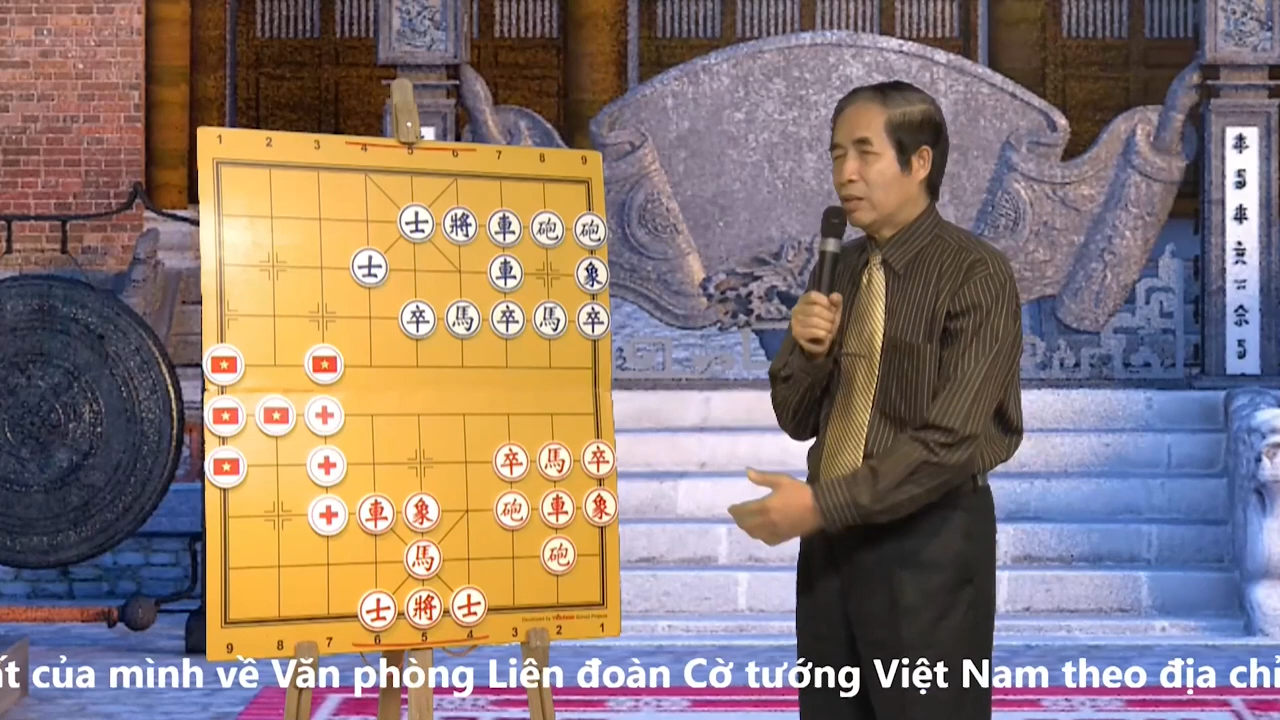 1 2 3 4 5 6 7 8 9
士 將 車 砲 砲
士 車 象
卒 馬 卒 馬 卒
卒 馬 卒
車 象 砲 車 象
馬 砲
士 將 士
9 8 7 6 5 4 3 2 1
ất của mình về Văn phòng Liên đoàn Cờ tướng Việt Nam theo địa chỉ